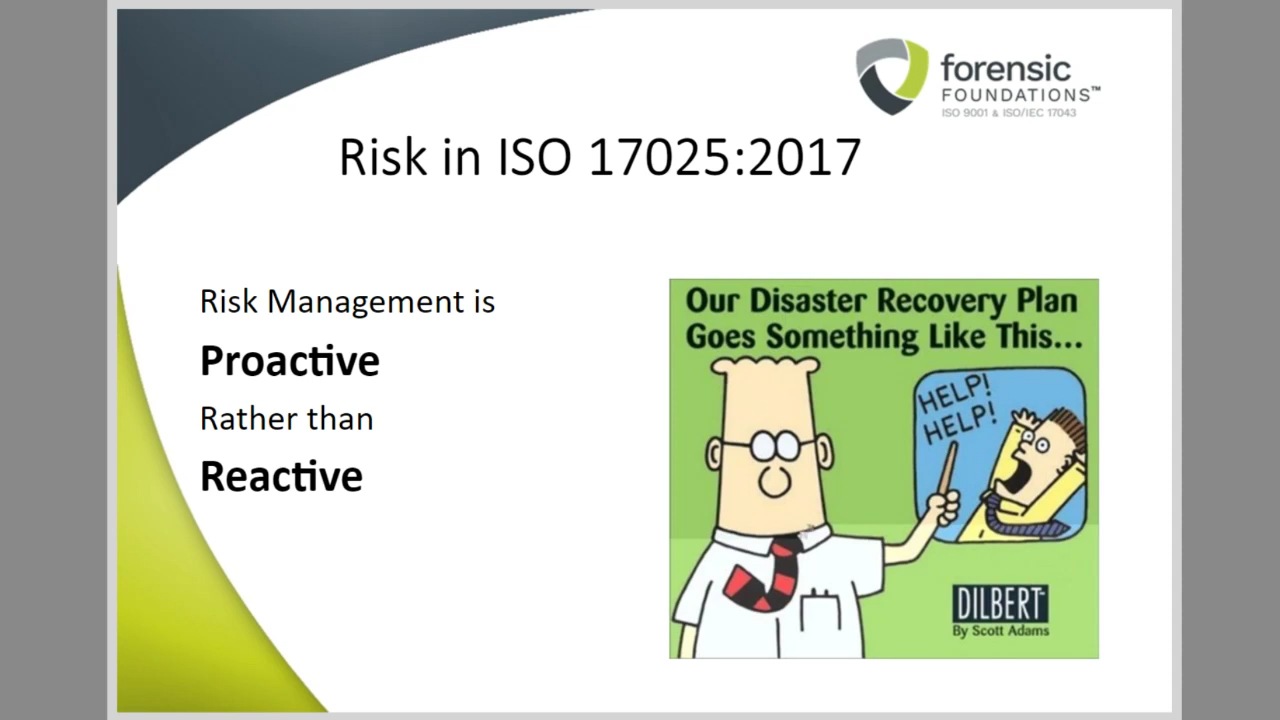 forensic
FOUNDATIONS™
ISO 9001 & ISO/IEC 17043
Risk in ISO 17025:2017
Risk Management is
Proactive
Rather than
Reactive
Our Disaster Recovery Plan
Goes Something Like This...
HELP!
HELP!
DILBERT
By Scott Adams